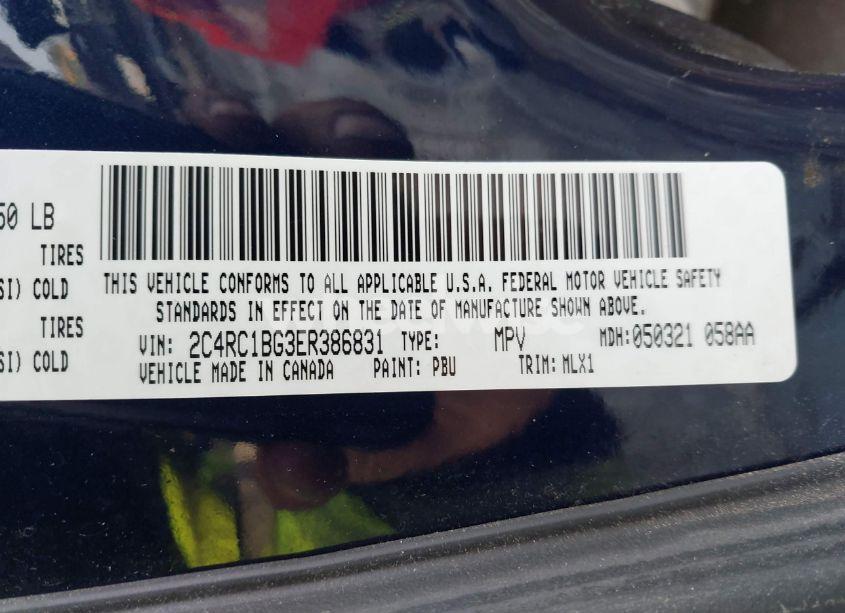 50 LB
TIRES
SI) COLD
TIRES
SI) COLD
THIS VEHICLE CONFORMS TO ALL APPLICABLE U.S.A. FEDERAL MOTOR VEHICLE SAFETY
STANDARDS IN EFFECT ON THE DATE OF MANUFACTURE SHOWN ABOVE.
VIN: 2C4RC1BG3ER386831 TYPE: MPV MDH:050321 058AA
VEHICLE MADE IN CANADA PAINT: PBU TRIM: MLX1